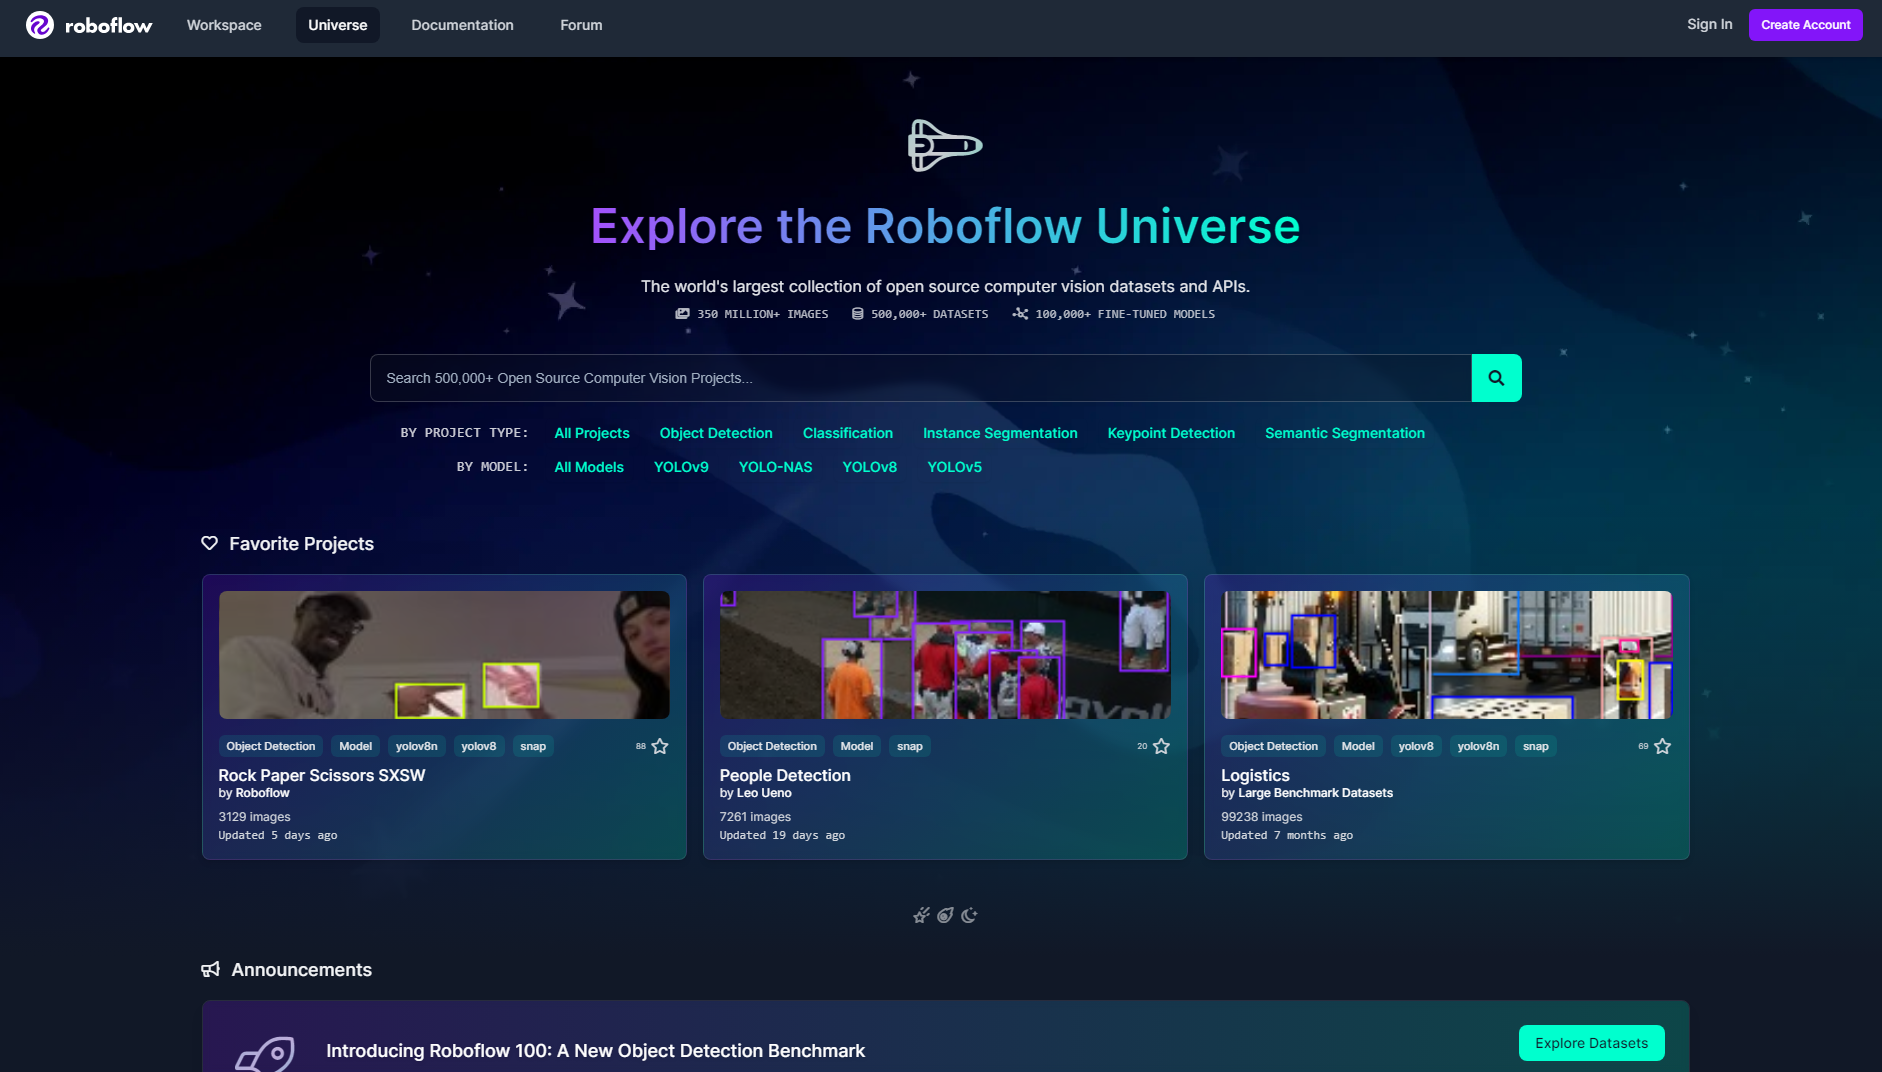 roboflow Workspace Universe Documentation Forum Sign In Create Account
Explore the Roboflow Universe
The world's largest collection of open source computer vision datasets and APIs.
350 MILLION+ IMAGES 500,000+ DATASETS 100,000+ FINE-TUNED MODELS
Search 500,000+ Open Source Computer Vision Projects...
BY PROJECT TYPE: All Projects Object Detection Classification Instance Segmentation Keypoint Detection Semantic Segmentation
BY MODEL: All Models YOLOv9 YOLO-NAS YOLOv8 YOLOv5
Favorite Projects
Object Detection Model yolov8n yolov8 snap 88
Rock Paper Scissors SXSW
by Roboflow
3129 images
Updated 5 days ago
Object Detection Model snap 20
People Detection
by Leo Ueno
7261 images
Updated 19 days ago
Object Detection Model yolov8 yolov8n snap 69
Logistics
by Large Benchmark Datasets
99238 images
Updated 7 months ago
Announcements
Introducing Roboflow 100: A New Object Detection Benchmark
Explore Datasets